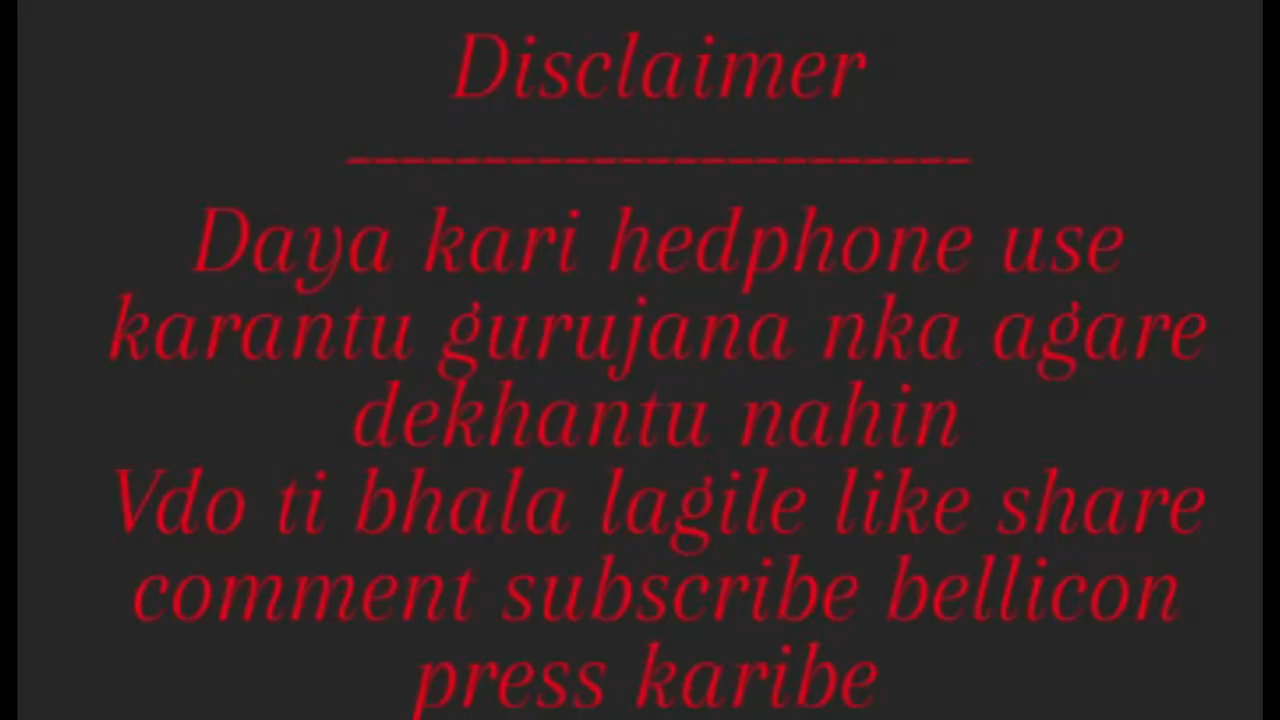 Disclaimer
------------------------
Daya kari hedphone use
karantu gurujana nka agare
dekhantu nahin
Vdo ti bhala lagile like share
comment subscribe bellicon
press karibe